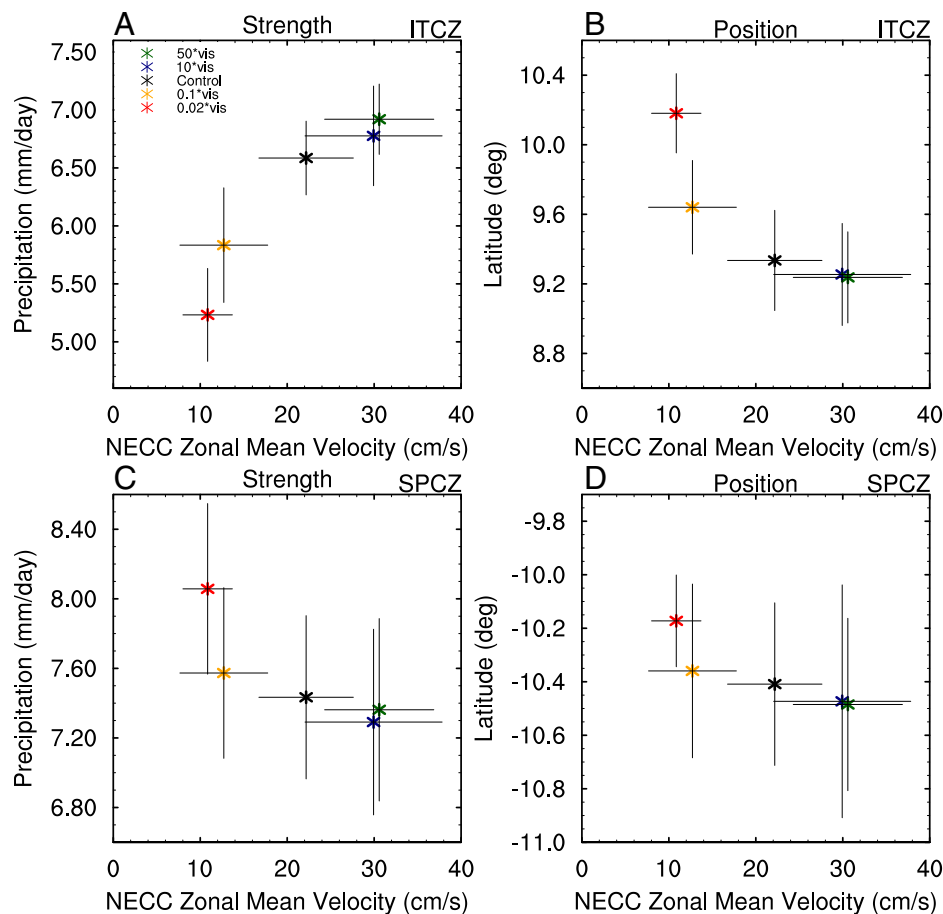 A Strength ITCZ
50*vis
10*vis
Control
0.1*vis
0.02*vis
7.50
7.00
6.50
6.00
5.50
5.00
Precipitation (mm/day)
0 10 20 30 40
NECC Zonal Mean Velocity (cm/s)
B Position ITCZ
10.4
10.0
9.6
9.2
8.8
Latitude (deg)
0 10 20 30 40
NECC Zonal Mean Velocity (cm/s)
C Strength SPCZ
8.40
8.00
7.60
7.20
6.80
Precipitation (mm/day)
0 10 20 30 40
NECC Zonal Mean Velocity (cm/s)
D Position SPCZ
-9.8
-10.0
-10.2
-10.4
-10.6
-10.8
-11.0
Latitude (deg)
0 10 20 30 40
NECC Zonal Mean Velocity (cm/s)